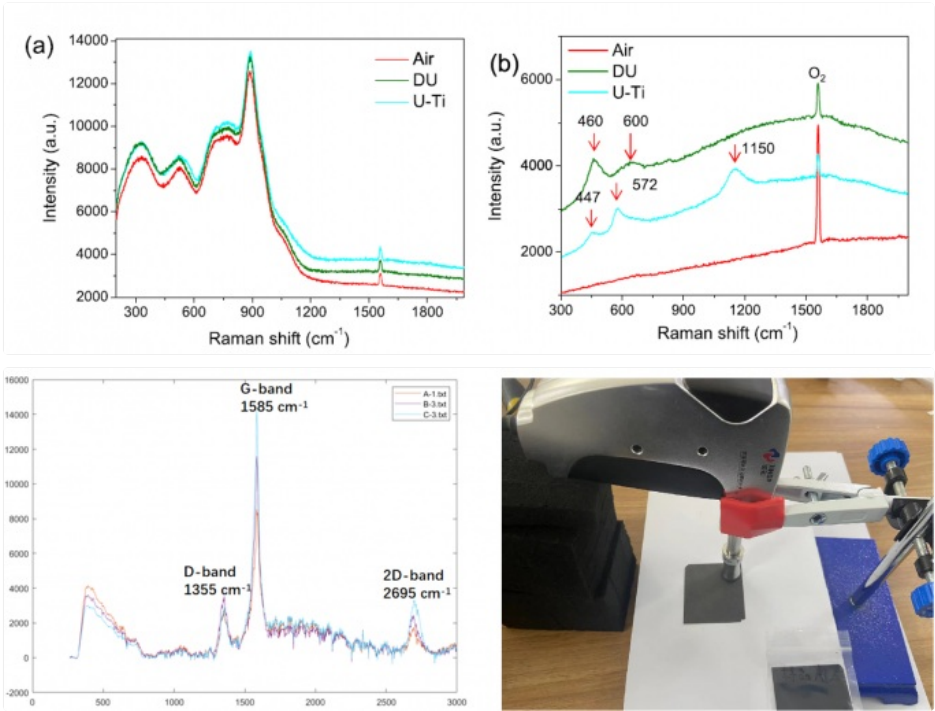 (a)
14000
12000
10000
8000
6000
4000
2000
Intensity (a.u.)
Air
DU
U-Ti
300
600
900
1200
1500
1800
Raman shift (cm⁻¹)
(b)
6000
4000
2000
Intensity (a.u.)
Air
DU
U-Ti
O₂
460
600
1150
447
572
300
600
900
1200
1500
1800
Raman shift (cm⁻¹)
16000
14000
12000
10000
8000
6000
4000
2000
0
-2000
G-band
1585 cm⁻¹
A-1.txt
B-3.txt
C-3.txt
D-band
1355 cm⁻¹
2D-band
2695 cm⁻¹
0
500
1000
1500
2000
2500
3000